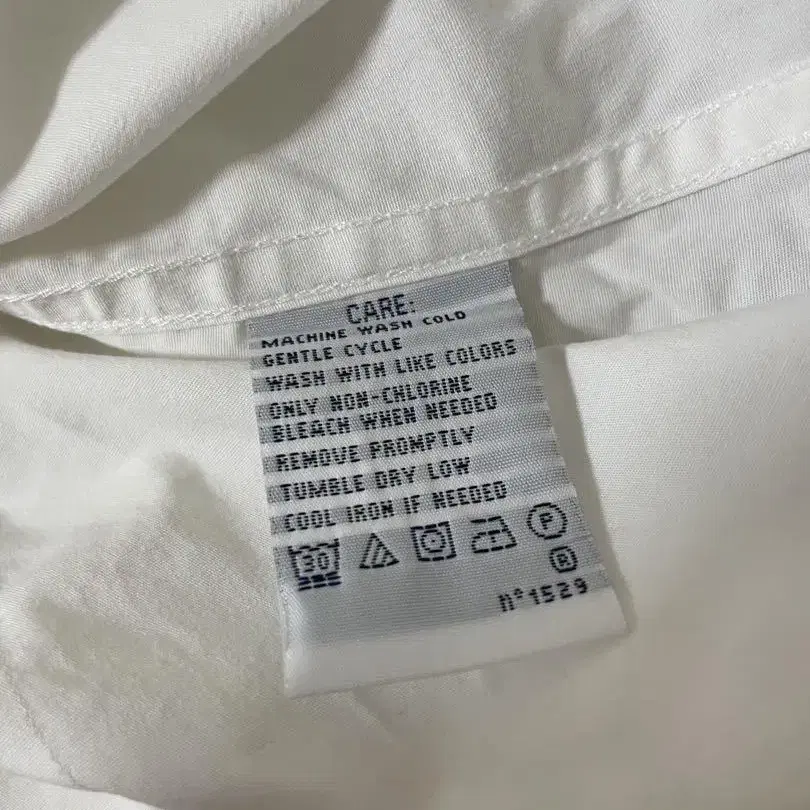 CARE:
MACHINE WASH COLD
GENTLE CYCLE
WASH WITH LIKE COLORS
ONLY NON-CHLORINE
BLEACH WHEN NEEDED
REMOVE PROMPTLY
TUMBLE DRY LOW
COOL IRON IF NEEDED
30 P
®
n° 1529